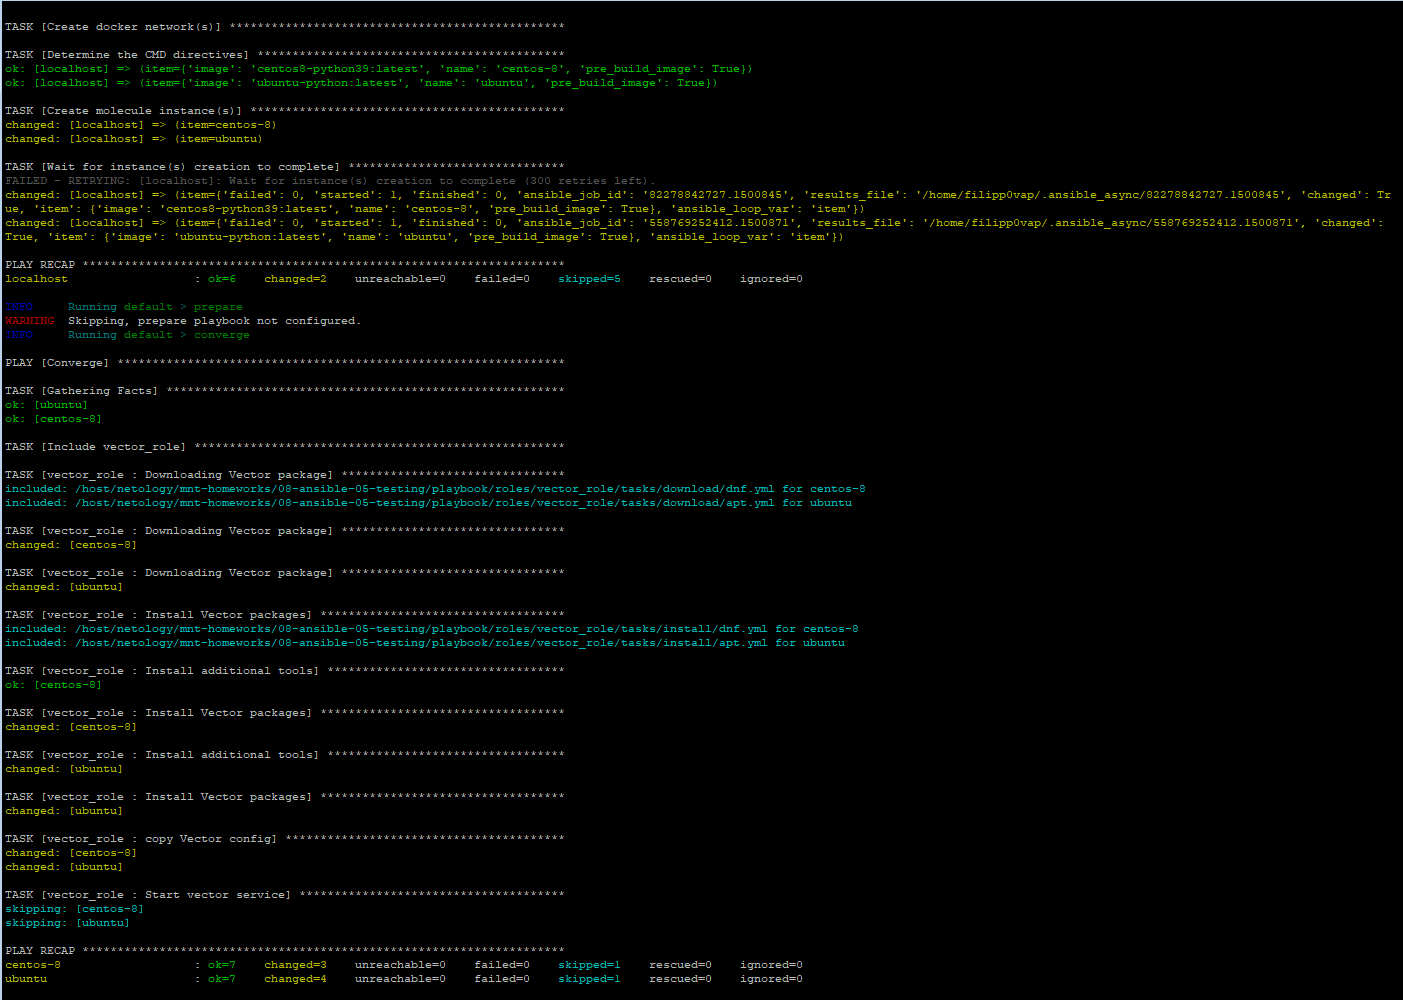 TASK [Create docker network(s)] ************************************************
TASK [Determine the CMD directives] ********************************************
ok: [localhost] => (item={'image': 'centos8-python39:latest', 'name': 'centos-8', 'pre_build_image': True})
ok: [localhost] => (item={'image': 'ubuntu-python:latest', 'name': 'ubuntu', 'pre_build_image': True})
TASK [Create molecule instance(s)] *********************************************
changed: [localhost] => (item=centos-8)
changed: [localhost] => (item=ubuntu)
TASK [Wait for instance(s) creation to complete] *******************************
FAILED - RETRYING: [localhost]: Wait for instance(s) creation to complete (300 retries left).
changed: [localhost] => (item={'failed': 0, 'started': 1, 'finished': 0, 'ansible_job_id': '82278842727.1500845', 'results_file': '/home/filipp0vap/.ansible_async/82278842727.1500845', 'changed': Tr
ue, 'item': {'image': 'centos8-python39:latest', 'name': 'centos-8', 'pre_build_image': True}, 'ansible_loop_var': 'item'})
changed: [localhost] => (item={'failed': 0, 'started': 1, 'finished': 0, 'ansible_job_id': '558769252412.1500871', 'results_file': '/home/filipp0vap/.ansible_async/558769252412.1500871', 'changed':
True, 'item': {'image': 'ubuntu-python:latest', 'name': 'ubuntu', 'pre_build_image': True}, 'ansible_loop_var': 'item'})
PLAY RECAP *********************************************************************
localhost                  : ok=6    changed=2    unreachable=0    failed=0    skipped=5    rescued=0    ignored=0
INFO     Running default > prepare
WARNING  Skipping, prepare playbook not configured.
INFO     Running default > converge
PLAY [Converge] ****************************************************************
TASK [Gathering Facts] *********************************************************
ok: [ubuntu]
ok: [centos-8]
TASK [Include vector_role] *****************************************************
TASK [vector_role : Downloading Vector package] ********************************
included: /host/netology/mnt-homeworks/08-ansible-05-testing/playbook/roles/vector_role/tasks/download/dnf.yml for centos-8
included: /host/netology/mnt-homeworks/08-ansible-05-testing/playbook/roles/vector_role/tasks/download/apt.yml for ubuntu
TASK [vector_role : Downloading Vector package] ********************************
changed: [centos-8]
TASK [vector_role : Downloading Vector package] ********************************
changed: [ubuntu]
TASK [vector_role : Install Vector packages] ***********************************
included: /host/netology/mnt-homeworks/08-ansible-05-testing/playbook/roles/vector_role/tasks/install/dnf.yml for centos-8
included: /host/netology/mnt-homeworks/08-ansible-05-testing/playbook/roles/vector_role/tasks/install/apt.yml for ubuntu
TASK [vector_role : Install additional tools] **********************************
ok: [centos-8]
TASK [vector_role : Install Vector packages] ***********************************
changed: [centos-8]
TASK [vector_role : Install additional tools] **********************************
changed: [ubuntu]
TASK [vector_role : Install Vector packages] ***********************************
changed: [ubuntu]
TASK [vector_role : copy Vector config] ****************************************
changed: [centos-8]
changed: [ubuntu]
TASK [vector_role : Start vector service] **************************************
skipping: [centos-8]
skipping: [ubuntu]
PLAY RECAP *********************************************************************
centos-8                   : ok=7    changed=3    unreachable=0    failed=0    skipped=1    rescued=0    ignored=0
ubuntu                     : ok=7    changed=4    unreachable=0    failed=0    skipped=1    rescued=0    ignored=0